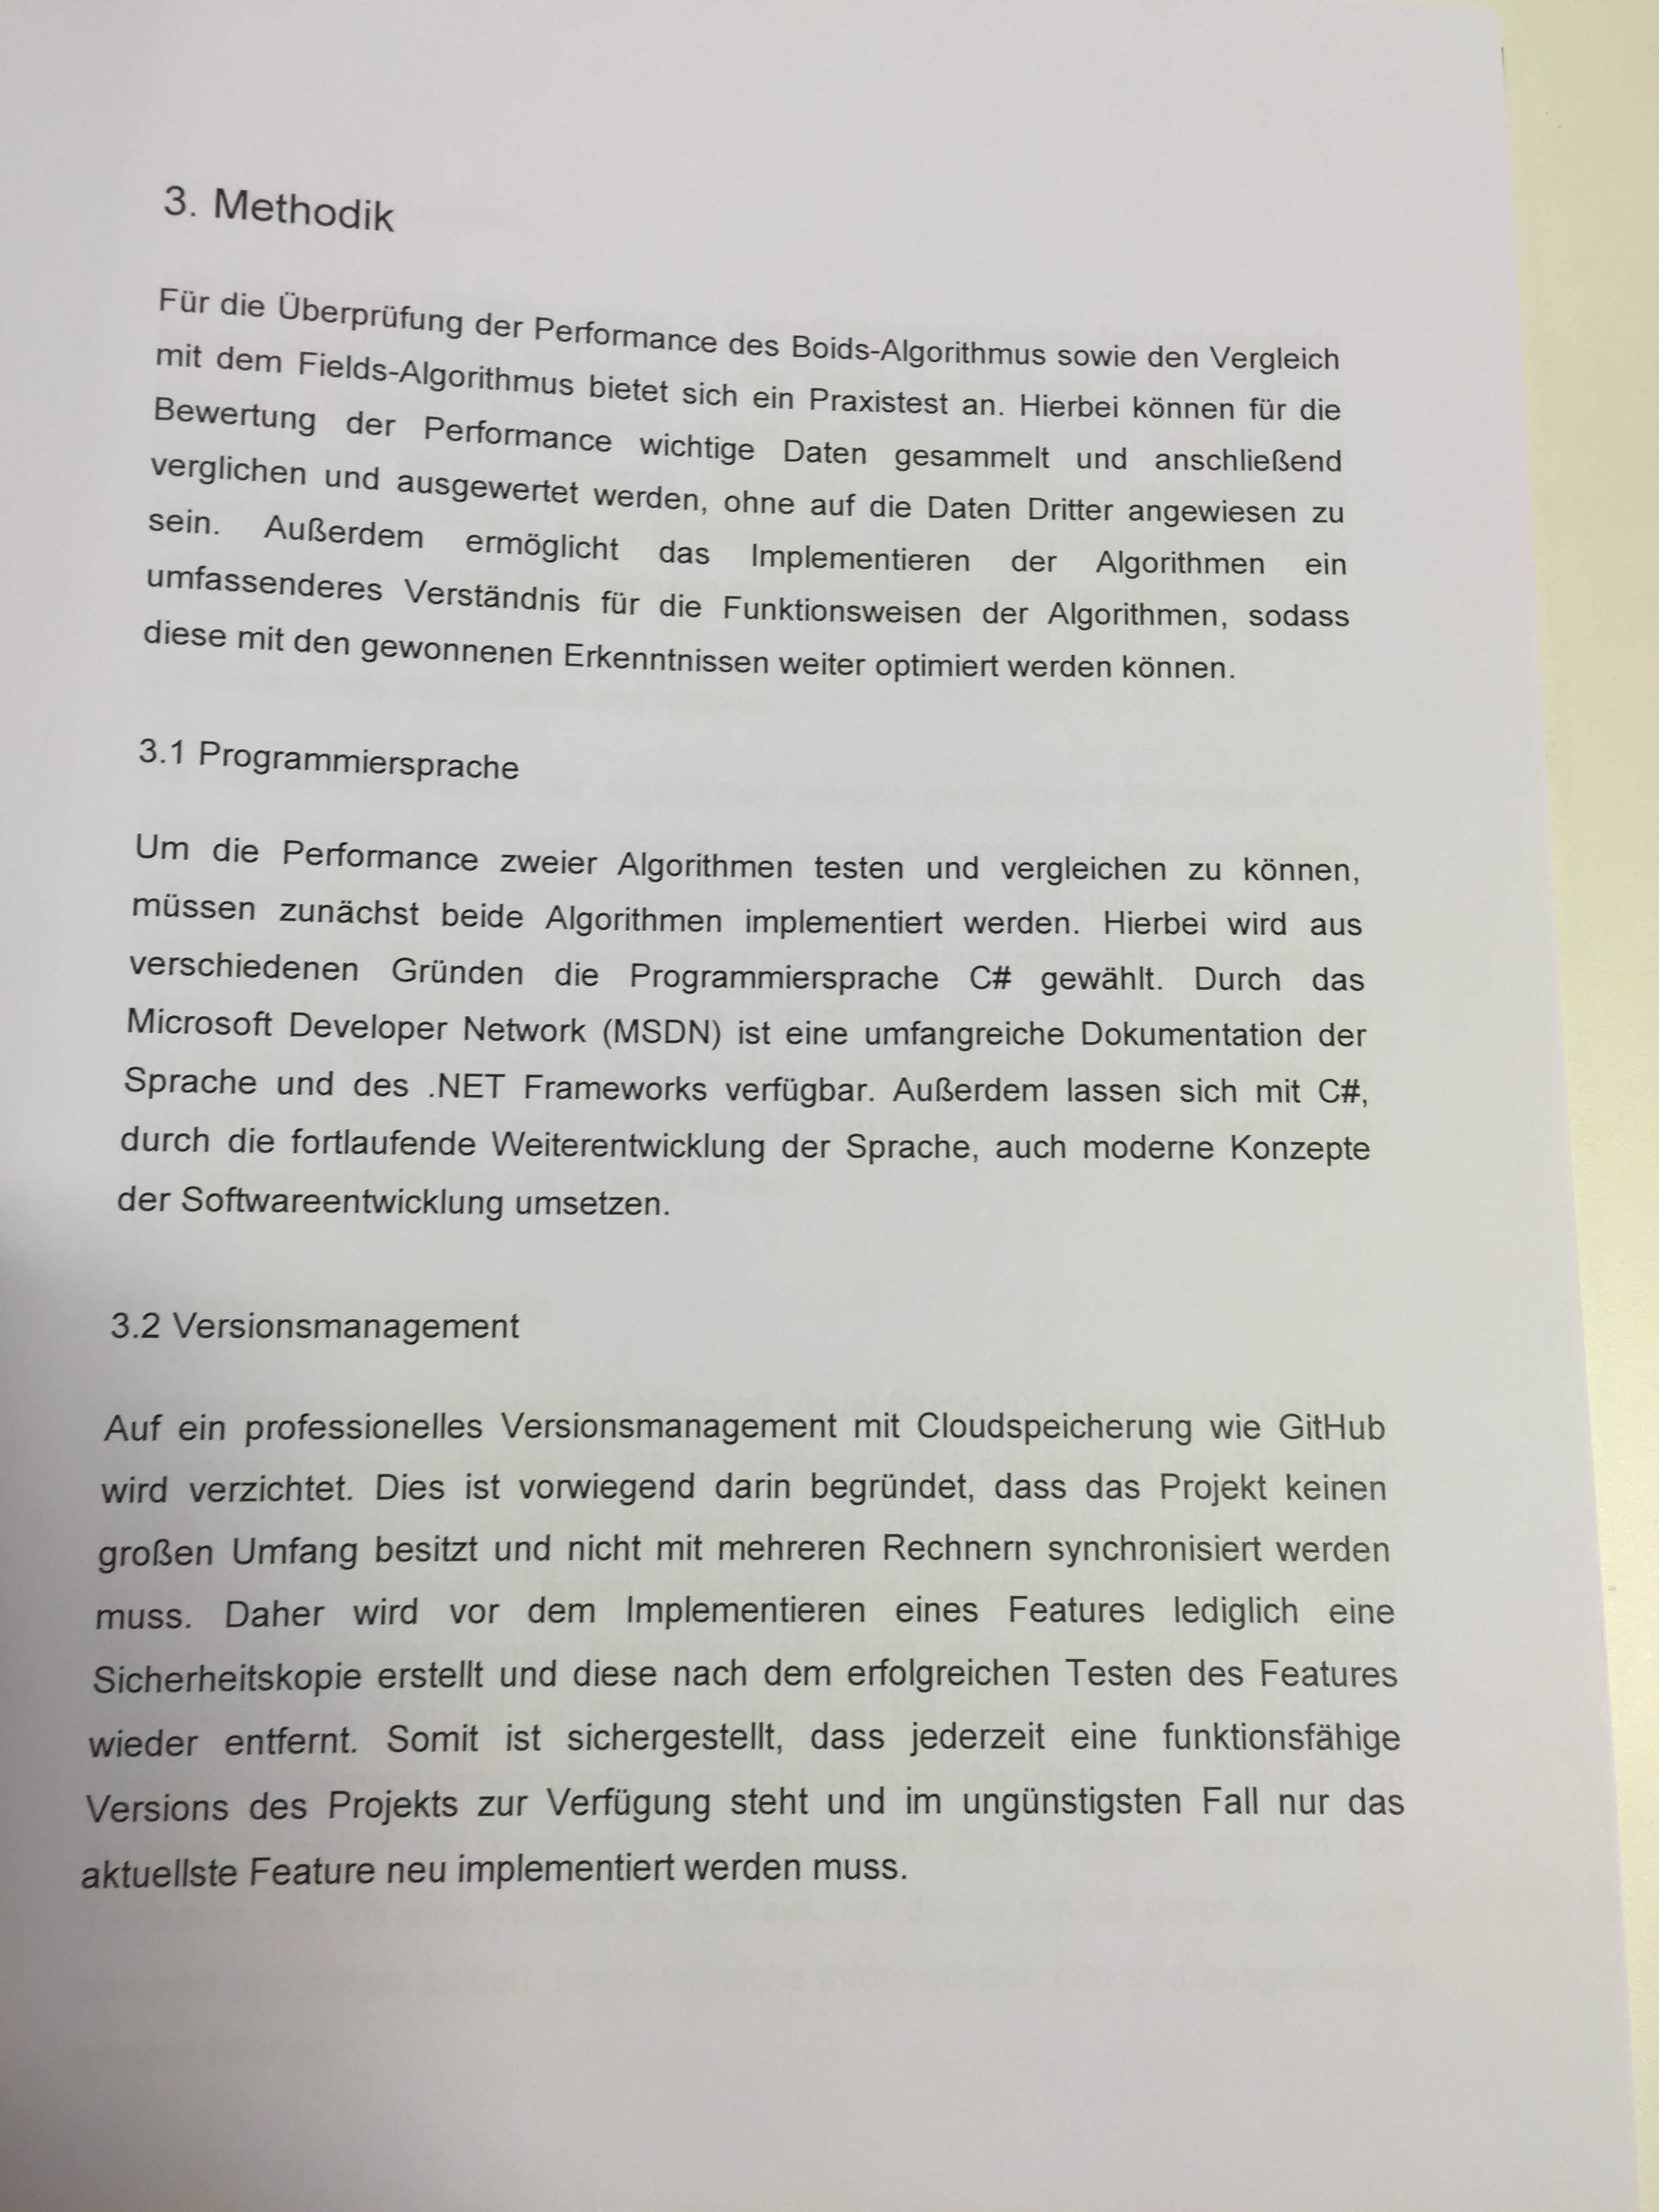 3. Methodik
Für die Überprüfung der Performance des Boids-Algorithmus sowie den Vergleich
mit dem Fields-Algorithmus bietet sich ein Praxistest an. Hierbei können für die
Bewertung der Performance wichtige Daten gesammelt und anschließend
verglichen und ausgewertet werden, ohne auf die Daten Dritter angewiesen zu
sein. Außerdem ermöglicht das Implementieren der Algorithmen ein
umfassenderes Verständnis für die Funktionsweisen der Algorithmen, sodass
diese mit den gewonnenen Erkenntnissen weiter optimiert werden können.
3.1 Programmiersprache
Um die Performance zweier Algorithmen testen und vergleichen zu können,
müssen zunächst beide Algorithmen implementiert werden. Hierbei wird aus
verschiedenen Gründen die Programmiersprache C# gewählt. Durch das
Microsoft Developer Network (MSDN) ist eine umfangreiche Dokumentation der
Sprache und des .NET Frameworks verfügbar. Außerdem lassen sich mit C#,
durch die fortlaufende Weiterentwicklung der Sprache, auch moderne Konzepte
der Softwareentwicklung umsetzen.
3.2 Versionsmanagement
Auf ein professionelles Versionsmanagement mit Cloudspeicherung wie GitHub
wird verzichtet. Dies ist vorwiegend darin begründet, dass das Projekt keinen
großen Umfang besitzt und nicht mit mehreren Rechnern synchronisiert werden
muss. Daher wird vor dem Implementieren eines Features lediglich eine
Sicherheitskopie erstellt und diese nach dem erfolgreichen Testen des Features
wieder entfernt. Somit ist sichergestellt, dass jederzeit eine funktionsfähige
Versions des Projekts zur Verfügung steht und im ungünstigsten Fall nur das
aktuellste Feature neu implementiert werden muss.